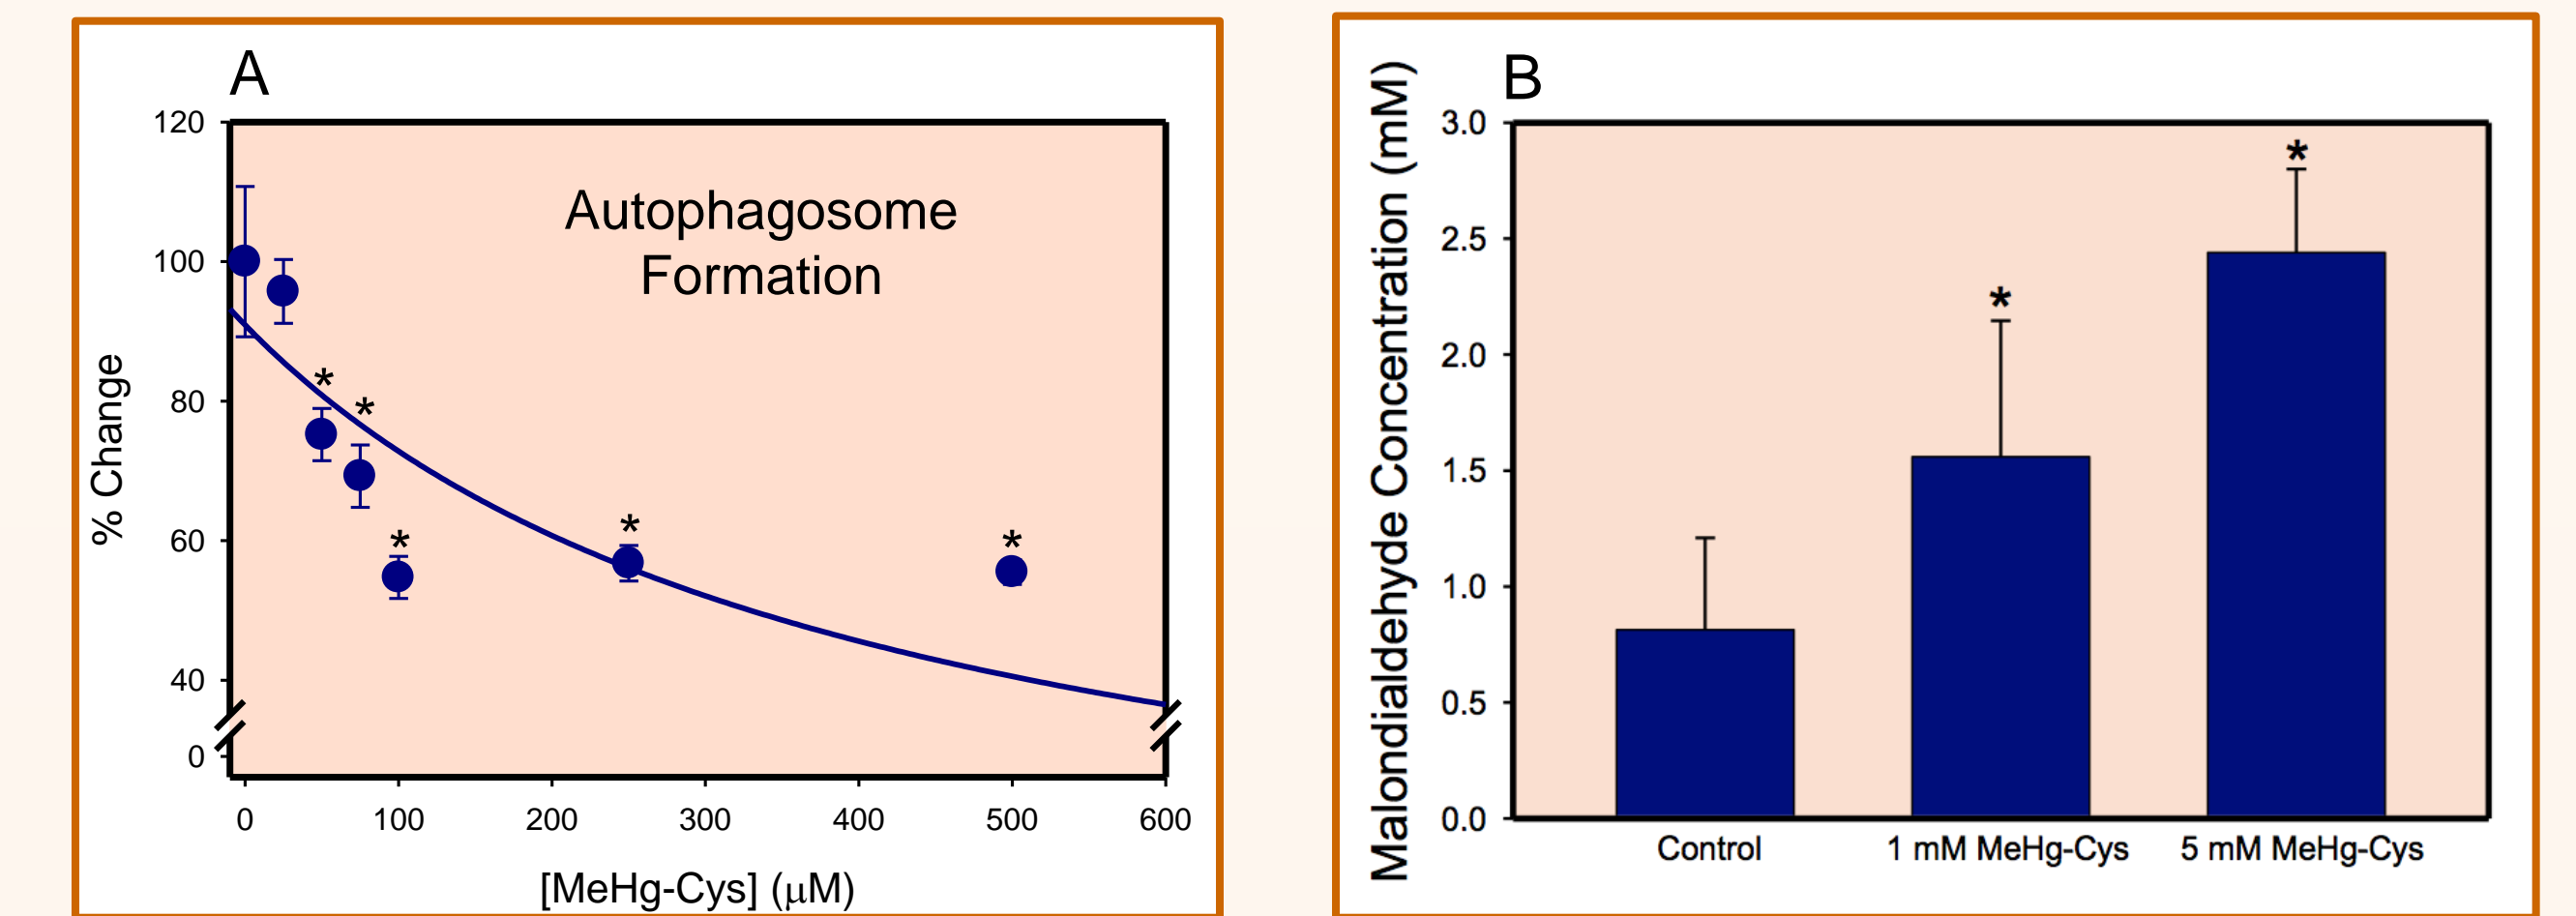 A
Autophagosome
Formation
% Change
120
100
80
60
40
0
*
*
*
*
*
0 100 200 300 400 500 600
[MeHg-Cys] (μM)
B
Malondialdehyde Concentration (mM)
3.0
2.5
2.0
1.5
1.0
0.5
0.0
*
*
Control 1 mM MeHg-Cys 5 mM MeHg-Cys